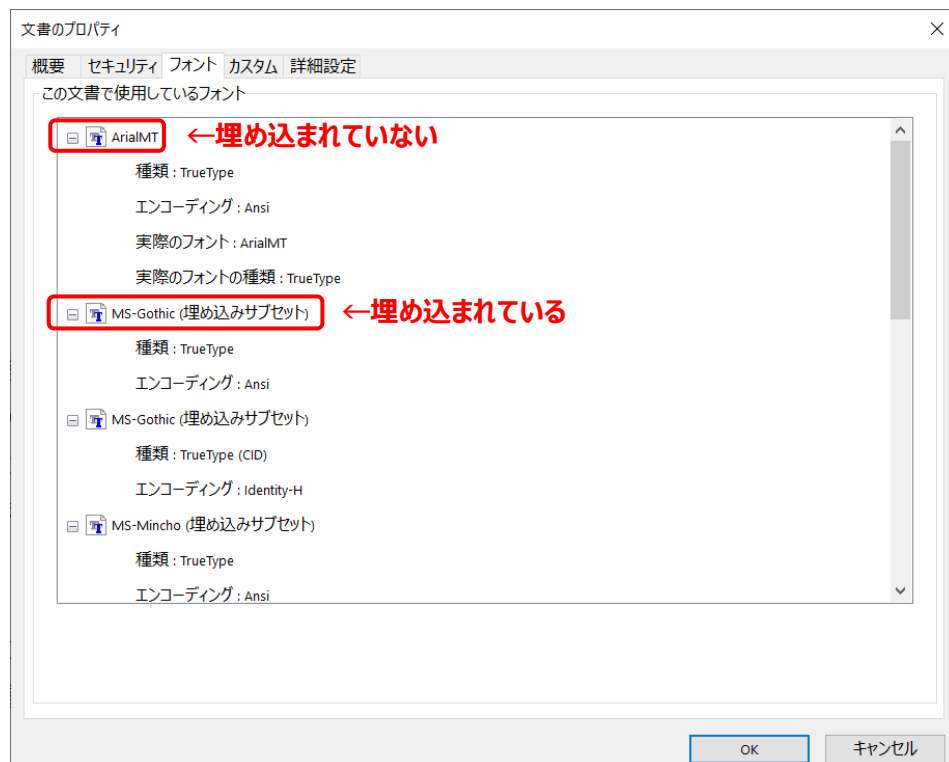 文書のプロパティ
概要 セキュリティ フォント カスタム 詳細設定
この文書で使用しているフォント
ArialMT ←埋め込まれていない
種類 : TrueType
エンコーディング : Ansi
実際のフォント : ArialMT
実際のフォントの種類 : TrueType
MS-Gothic (埋め込みサブセット) ←埋め込まれている
種類 : TrueType
エンコーディング : Ansi
MS-Gothic (埋め込みサブセット)
種類 : TrueType (CID)
エンコーディング : Identity-H
MS-Mincho (埋め込みサブセット)
種類 : TrueType
エンコーディング : Ansi
OK キャンセル